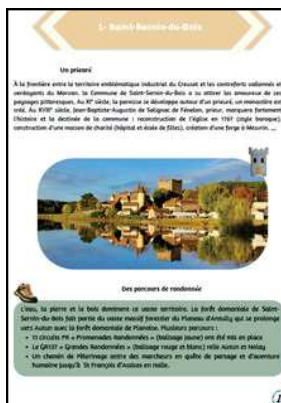 1- Saint-Sernin-du-Bois
Un prieuré
À la frontière entre le territoire emblématique industriel du Creusot et les contreforts vallonnés et
verdoyants du Morvan, la Commune de Saint-Sernin-du-Bois a su attirer les amoureux de ses
paysages pittoresques. Au XIᵉ siècle, la paroisse se développe autour d'un prieuré, un monastère est
créé. Au XVIIIᵉ siècle, Jean-Baptiste-Augustin de Salignac de Fénelon, prieur, marquera fortement
l'histoire et la destinée de la commune : reconstruction de l'église en 1767 (style baroque),
construction d'une maison de charité (hôpital et école de filles), création d'une forge à Mesvrin, ...
Des parcours de randonnée
L'eau, la pierre et le bois dominent ce vaste territoire. La forêt domaniale de Saint-
Sernin-du-Bois fait partie du vaste massif forestier du Plateau d'Antully qui se prolonge
vers Autun avec la forêt domaniale de Planoise. Plusieurs parcours :
• 11 circuits PR « Promenades Randonnées » (balisage jaune) ont été mis en place
• Le GR137 « Grandes Randonnées » (balisage rouge et blanc) relie Autun et Nolay
• Un chemin de Pèlerinage entre des marcheurs en quête de partage et d'aventure
humaine jusqu'à St François d'Assises en Italie.
1